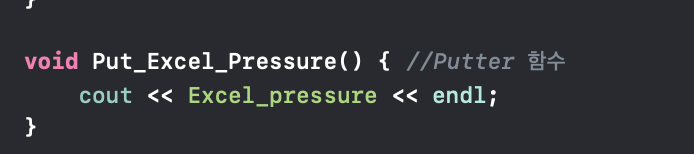 }
void Put_Excel_Pressure() { //Putter 함수
    cout << Excel_pressure << endl;
}